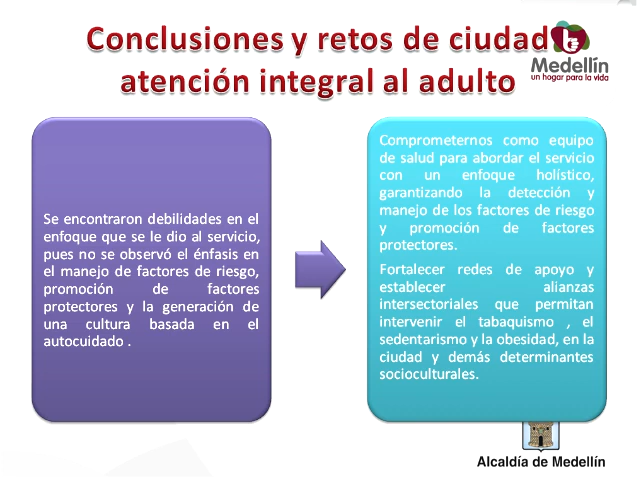 Conclusiones y retos de ciudad
atención integral al adulto
Medellín
un hogar para la vida
Se encontraron debilidades en el
enfoque que se le dio al servicio,
pues no se observó el énfasis en
el manejo de factores de riesgo,
promoción de factores
protectores y la generación de
una cultura basada en el
autocuidado .
Comprometernos como equipo
de salud para abordar el servicio
con un enfoque holístico,
garantizando la detección y
manejo de los factores de riesgo
y promoción de factores
protectores.
Fortalecer redes de apoyo y
establecer alianzas
intersectoriales que permitan
intervenir el tabaquismo , el
sedentarismo y la obesidad, en la
ciudad y demás determinantes
socioculturales.
Alcaldía de Medellín